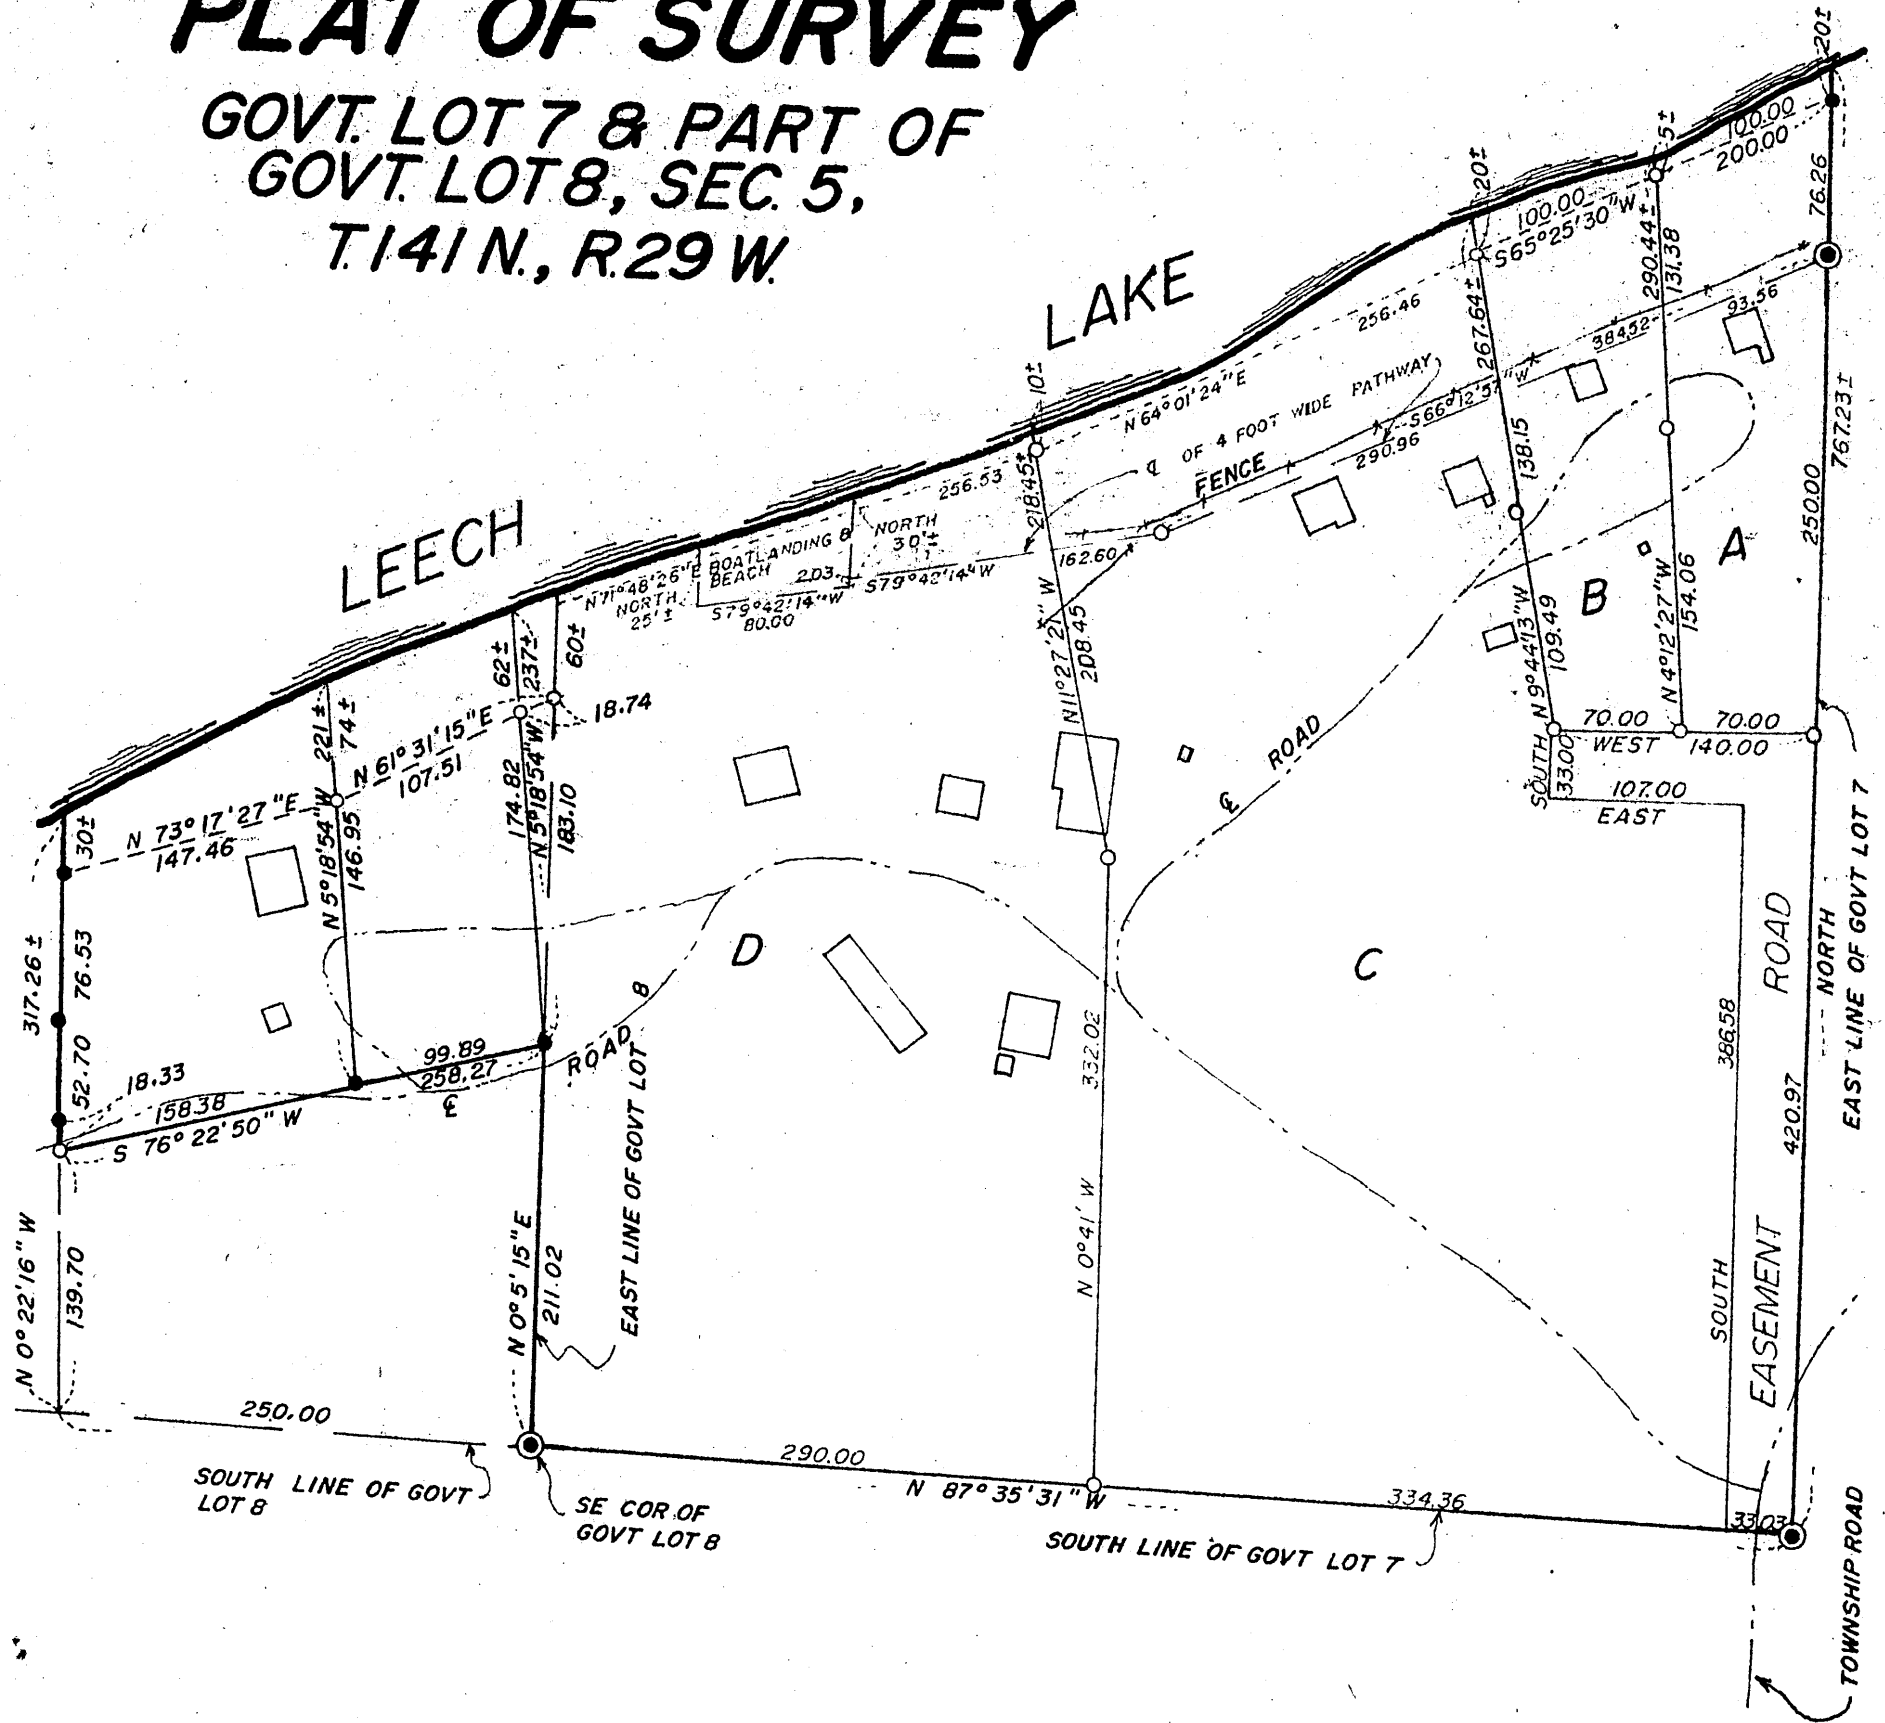 PLAT OF SURVEY
GOVT. LOT 7 & PART OF
GOVT. LOT 8, SEC. 5,
T.141 N., R.29 W.
LEECH
LAKE
20±
100.00
200.00
76.26
5±
20±
100.00
S65°25'30"W
290.44±
131.38
267.64±
93.56
384.52
256.46
N 64°01'24"E
10±
℄ OF 4 FOOT WIDE PATHWAY
S66°12'57"W
290.96
FENCE
138.15
767.23±
250.00
256.53
218.45±
162.60
NORTH
30'±
BOATLANDING &
BEACH
203.
S79°42'14"W
N71°48'26"E
NORTH
25'±
S79°42'14"W
80.00
N11°27'21" W
208.45
A
B
C
D
N 9°44'13"W
109.49
N 4°12'27"W
154.06
70.00
70.00
WEST
140.00
SOUTH
33.00
107.00
EAST
62±
237±
60±
18.74
221±
74±
N 61°31'15"E
107.51
30±
N 73°17'27"E
147.46
N 5°18'54"W
146.95
174.82
N 5°18'54"W
183.10
ROAD
℄
317.26±
76.53
52.70
18.33
158.38
S 76°22'50" W
99.89
258.27
℄
ROAD
EAST LINE OF GOVT LOT 8
N 0°22'16" W
139.70
N 0°5'15"E
211.02
332.02
N 0°41' W
386.58
SOUTH
EASEMENT ROAD
420.97
NORTH
EAST LINE OF GOVT LOT 7
250.00
SOUTH LINE OF GOVT
LOT 8
SE COR. OF
GOVT LOT 8
290.00
N 87°35'31" W
334.36
33.03
SOUTH LINE OF GOVT LOT 7
TOWNSHIP ROAD